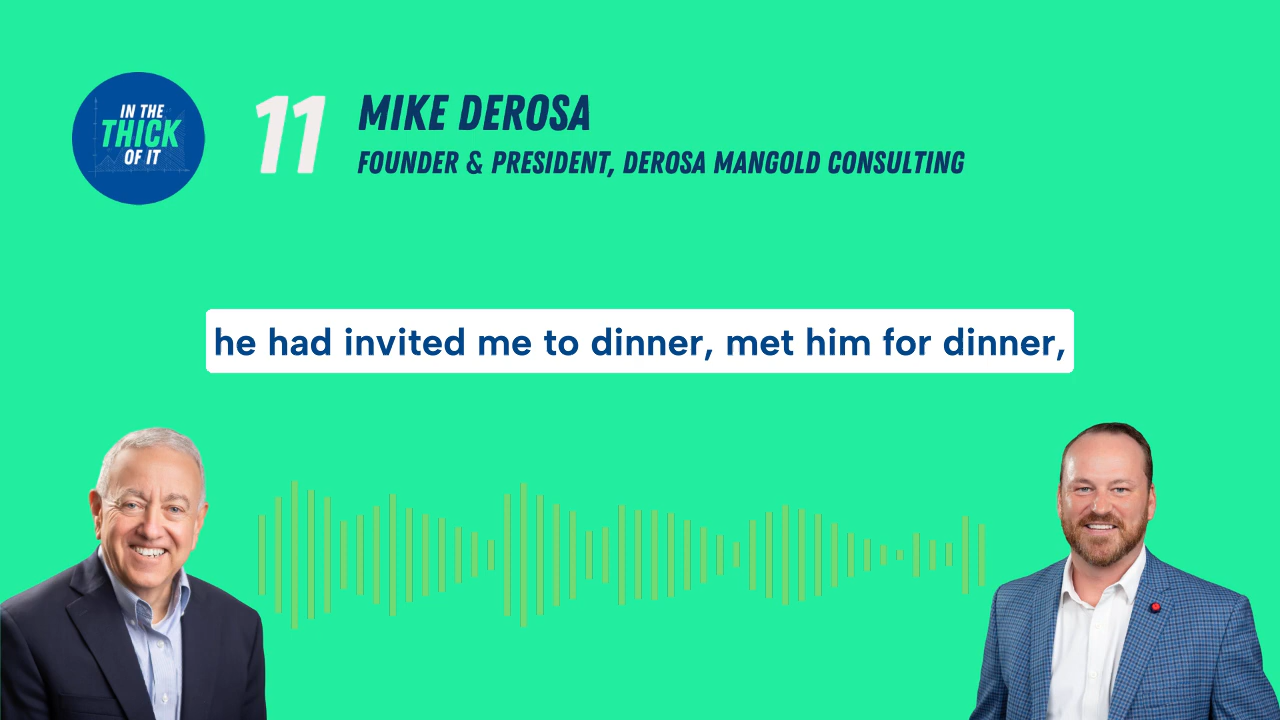 IN THE
THICK
OF IT
11
MIKE DEROSA
FOUNDER & PRESIDENT, DEROSA MANGOLD CONSULTING
he had invited me to dinner, met him for dinner,